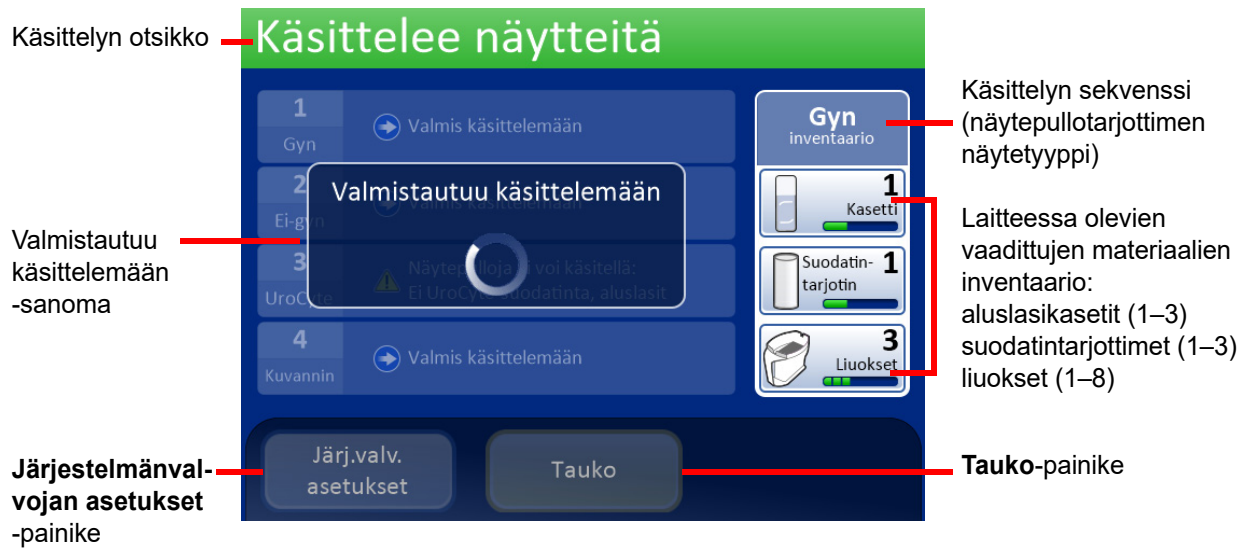 Käsittelyn otsikko
Käsittelee näytteitä
1
Gyn
Valmis käsittelemään
2
Ei-gyn
Valmis käsittelemään
3
UroCyte
Näytepulloja ei voi käsitellä:
Ei UroCyte-suodatinta, aluslasit
4
Kuvannin
Valmis käsittelemään
Valmistautuu käsittelemään
Gyn
inventaario
1
Kasetti
Suodatin-
tarjotin
1
3
Liuokset
Järj.valv.
asetukset
Tauko
Valmistautuu
käsittelemään
-sanoma
Järjestelmänval-
vojan asetukset
-painike
Käsittelyn sekvenssi
(näytepullotarjottimen
näytetyyppi)
Laitteessa olevien
vaadittujen materiaalien
inventaario:
aluslasikasetit (1–3)
suodatintarjottimet (1–3)
liuokset (1–8)
Tauko-painike